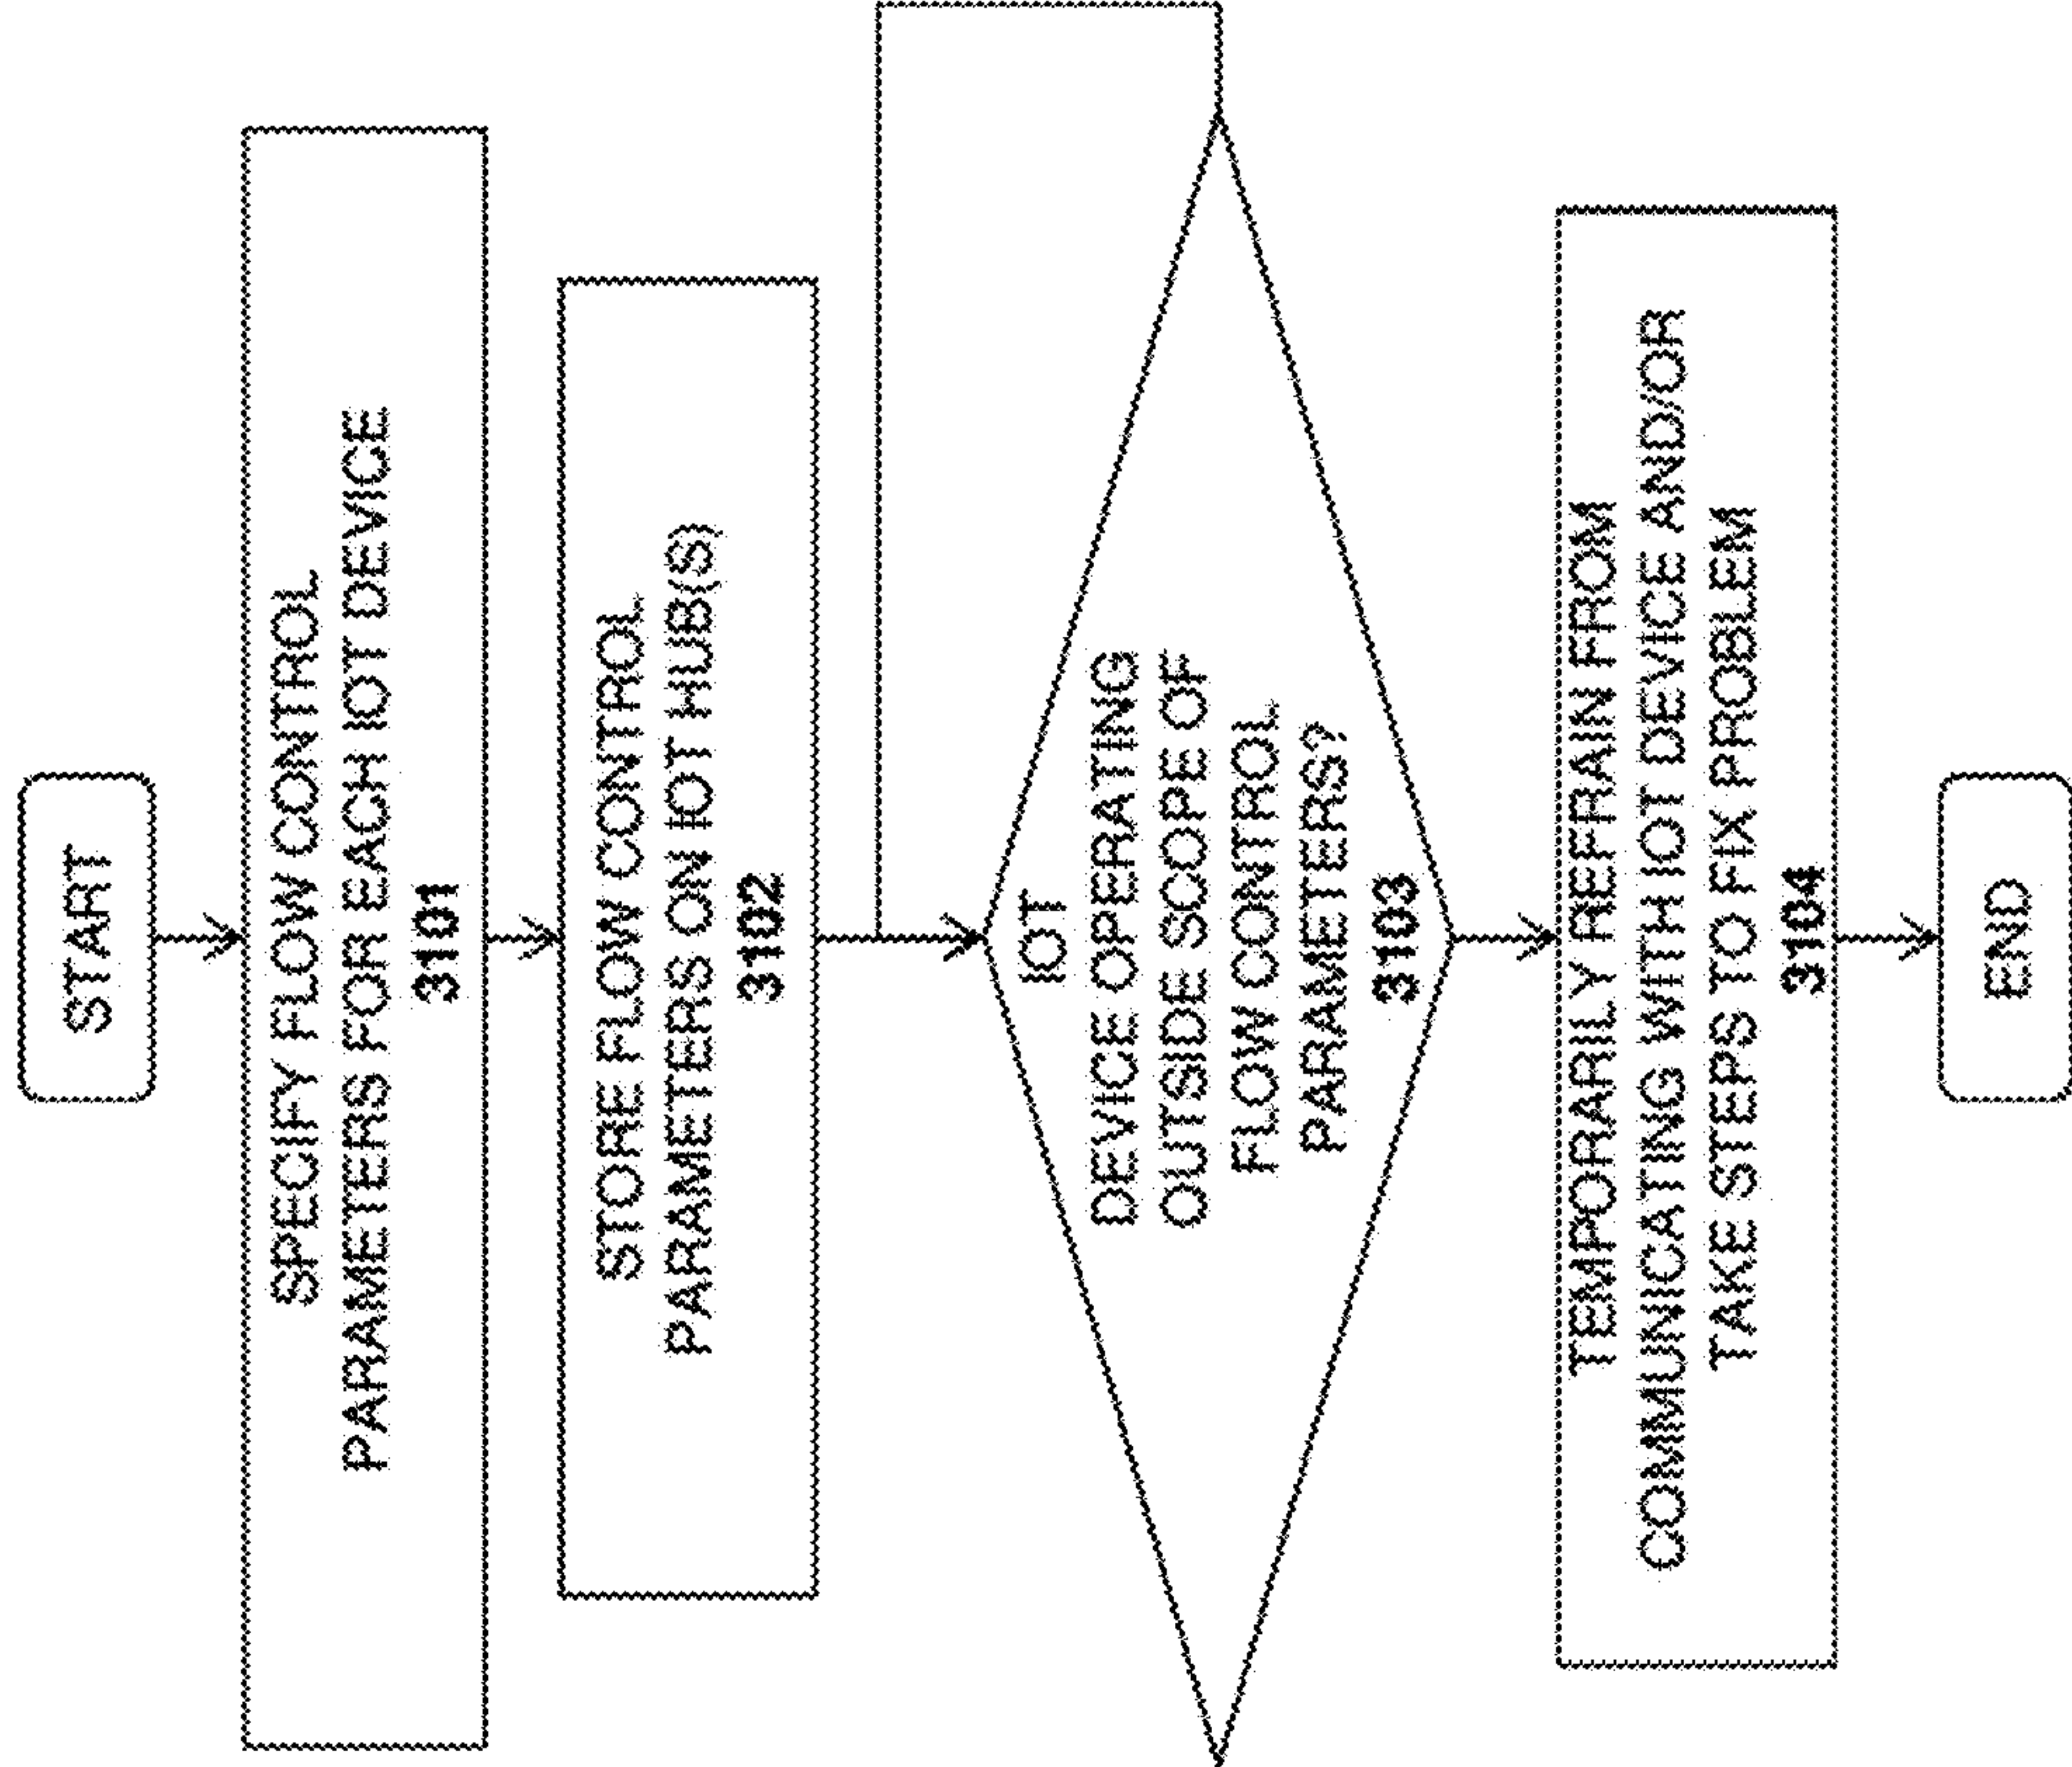 START
SPECIFY FLOW CONTROL
PARAMETERS FOR EACH IOT DEVICE
3101
STORE FLOW CONTROL
PARAMETERS ON IOT HUB(S)
3102
IOT
DEVICE OPERATING
OUTSIDE SCOPE OF
FLOW CONTROL
PARAMETERS?
3103
TEMPORARILY REFRAIN FROM
COMMUNICATING WITH IOT DEVICE AND/OR
TAKE STEPS TO FIX PROBLEM
3104
END